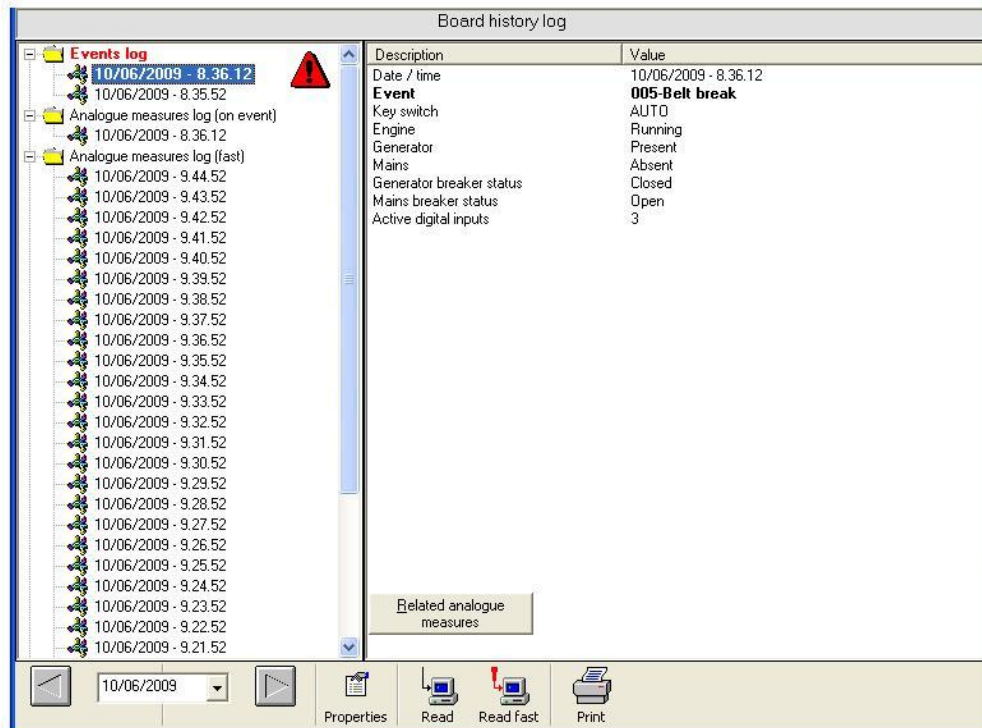 Board history log
Events log
10/06/2009 - 8.36.12
10/06/2009 - 8.35.52
Analogue measures log (on event)
10/06/2009 - 8.36.12
Analogue measures log (fast)
10/06/2009 - 9.44.52
10/06/2009 - 9.43.52
10/06/2009 - 9.42.52
10/06/2009 - 9.41.52
10/06/2009 - 9.40.52
10/06/2009 - 9.39.52
10/06/2009 - 9.38.52
10/06/2009 - 9.37.52
10/06/2009 - 9.36.52
10/06/2009 - 9.35.52
10/06/2009 - 9.34.52
10/06/2009 - 9.33.52
10/06/2009 - 9.32.52
10/06/2009 - 9.31.52
10/06/2009 - 9.30.52
10/06/2009 - 9.29.52
10/06/2009 - 9.28.52
10/06/2009 - 9.27.52
10/06/2009 - 9.26.52
10/06/2009 - 9.25.52
10/06/2009 - 9.24.52
10/06/2009 - 9.23.52
10/06/2009 - 9.22.52
10/06/2009 - 9.21.52
Description Value
Date / time 10/06/2009 - 8.36.12
Event 005-Belt break
Key switch AUTO
Engine Running
Generator Present
Mains Absent
Generator breaker status Closed
Mains breaker status Open
Active digital inputs 3
Related analogue
measures
10/06/2009
Properties Read Read fast Print